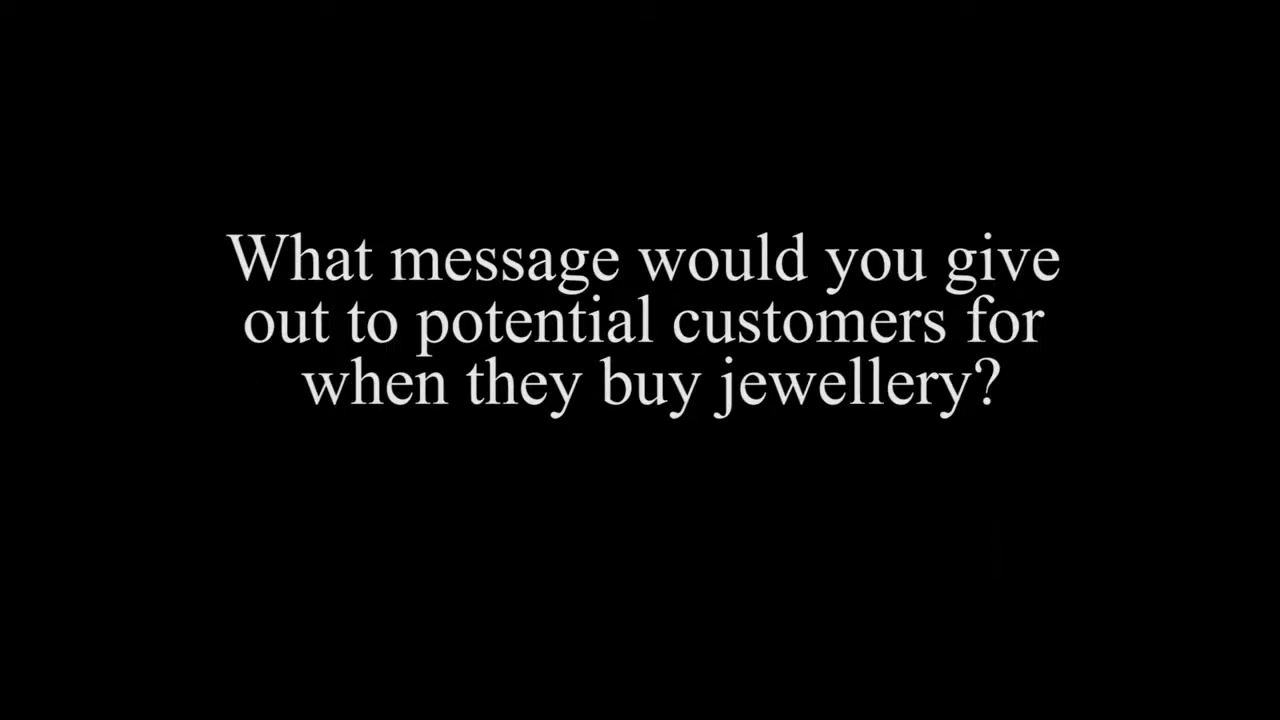 What message would you give
out to potential customers for
when they buy jewellery?